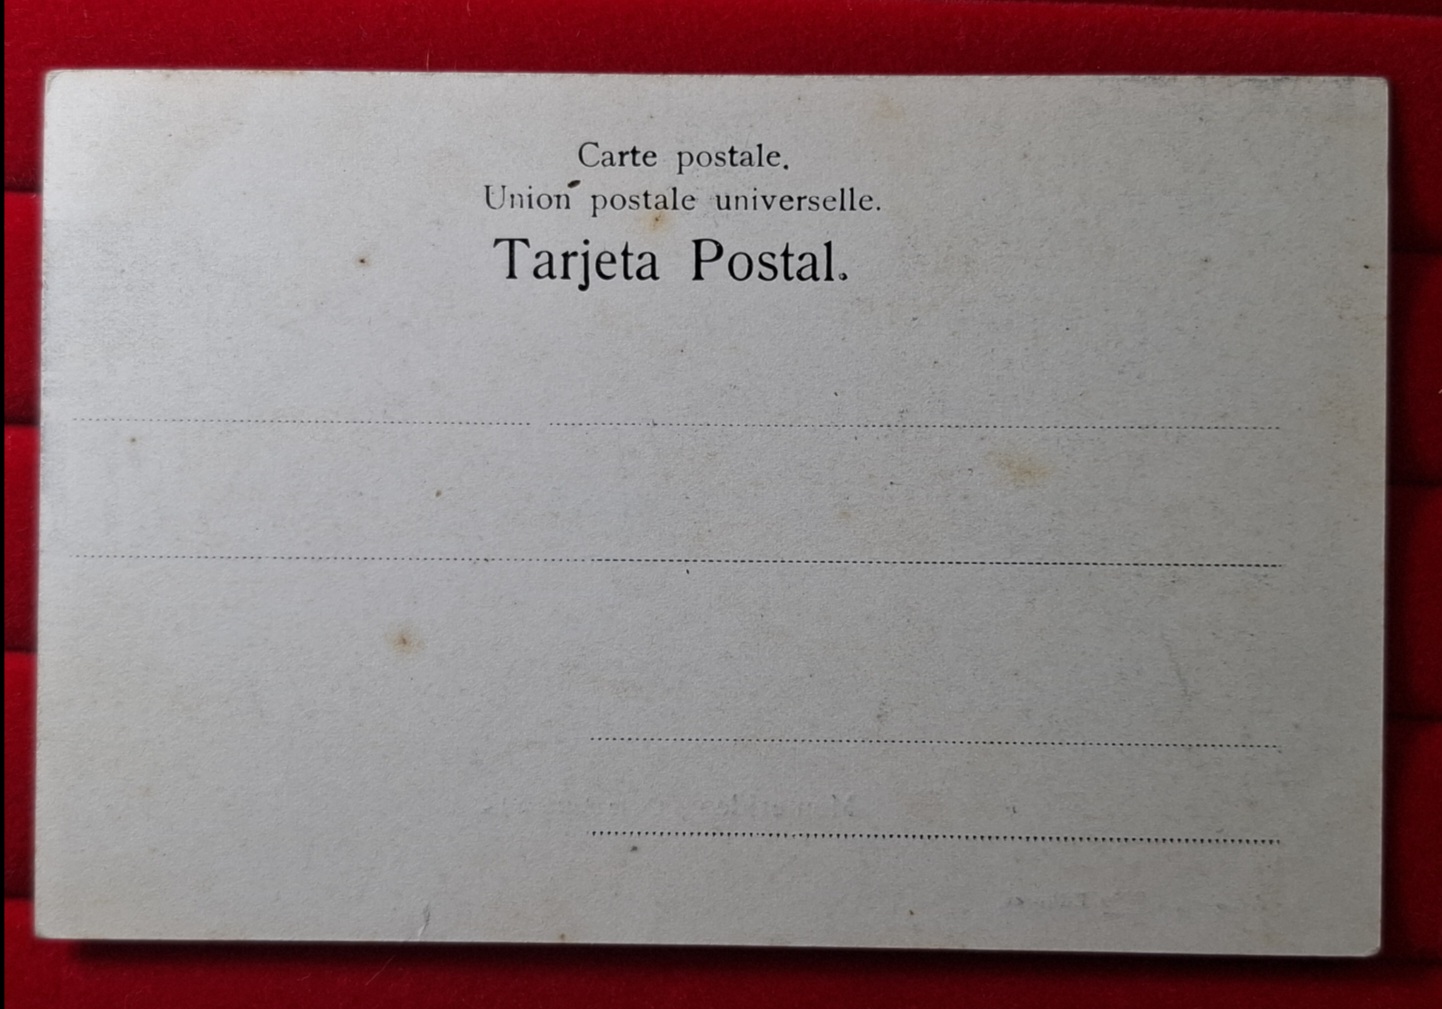 Carte postale.
Union postale universelle.
Tarjeta Postal.